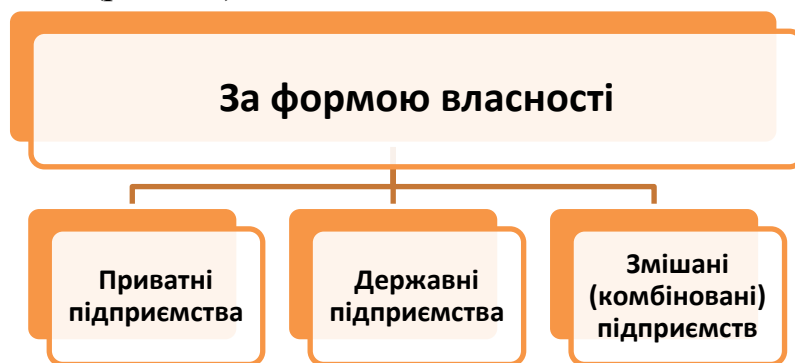 За формою власності
Приватні
підприємства
Державні
підприємства
Змішані
(комбіновані)
підприємств